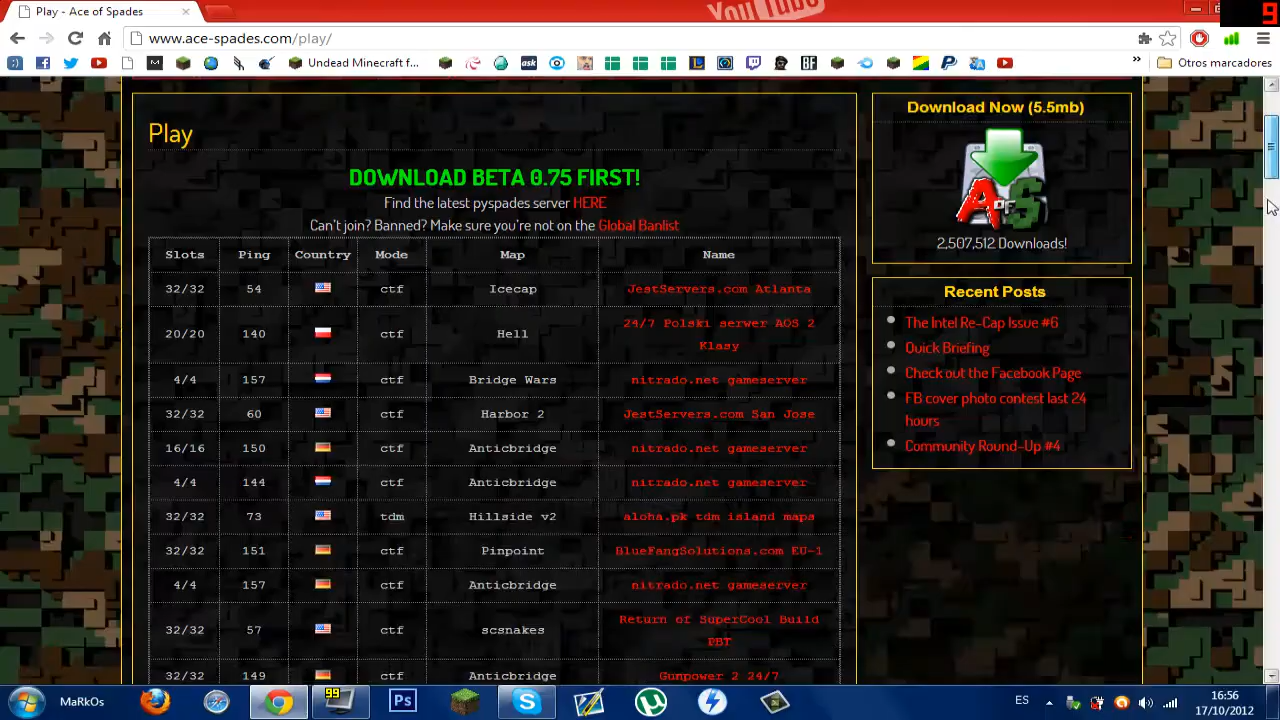 YouTube
9
Play - Ace of Spades
www.ace-spades.com/play/
Undead Minecraft f...
ask
BF
Otros marcadores
Play
DOWNLOAD BETA 0.75 FIRST!
Find the latest pyspades server HERE
Can't join? Banned? Make sure you're not on the Global Banlist
Slots Ping Country Mode Map Name
32/32 54 ctf Icecap JestServers.com Atlanta
20/20 140 ctf Hell 24/7 Polski serwer AOS 2
Klasy
4/4 157 ctf Bridge Wars nitrado.net gameserver
32/32 60 ctf Harbor 2 JestServers.com San Jose
16/16 150 ctf Anticbridge nitrado.net gameserver
4/4 144 ctf Anticbridge nitrado.net gameserver
32/32 73 tdm Hillside v2 aloha.pk tdm island maps
32/32 151 ctf Pinpoint BlueFangSolutions.com EU-1
4/4 157 ctf Anticbridge nitrado.net gameserver
32/32 57 ctf scsnakes Return of SuperCool Build
PBT
32/32 149 ctf Anticbridge Gunpower 2 24/7
Download Now (5.5mb)
A of S
2,507,512 Downloads!
Recent Posts
The Intel Re-Cap Issue #6
Quick Briefing
Check out the Facebook Page
FB cover photo contest last 24
hours
Community Round-Up #4
MaRkOs
99
Ps
ES
16:56
17/10/2012